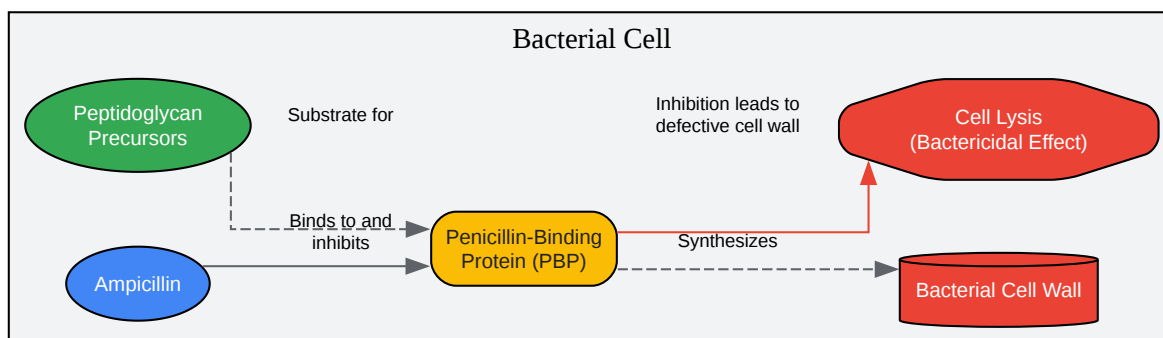 Bacterial Cell
Peptidoglycan
Precursors
Substrate for
Inhibition leads to
defective cell wall
Cell Lysis
(Bactericidal Effect)
Binds to and
inhibits
Penicillin-Binding
Protein (PBP)
Synthesizes
Ampicillin
Bacterial Cell Wall